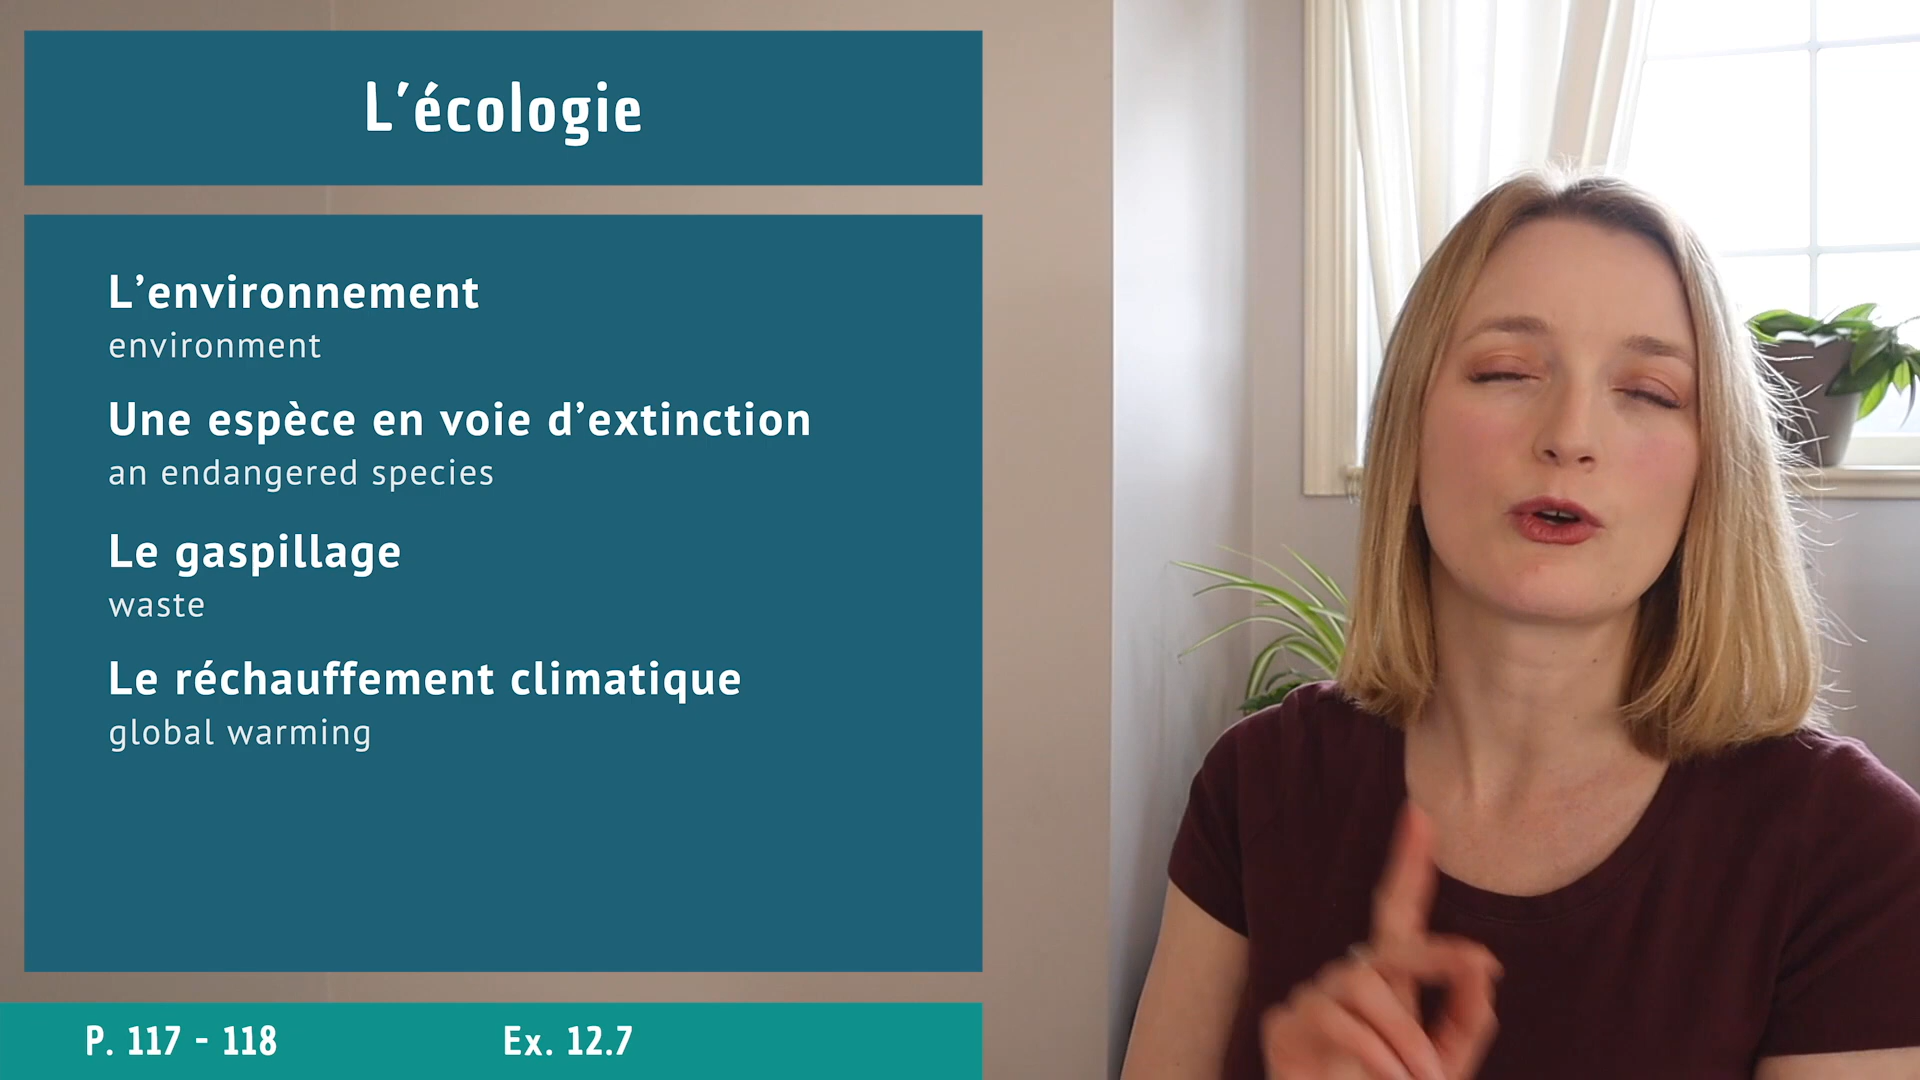 L'écologie
L'environnement
environment
Une espèce en voie d'extinction
an endangered species
Le gaspillage
waste
Le réchauffement climatique
global warming
P. 117 - 118 Ex. 12.7